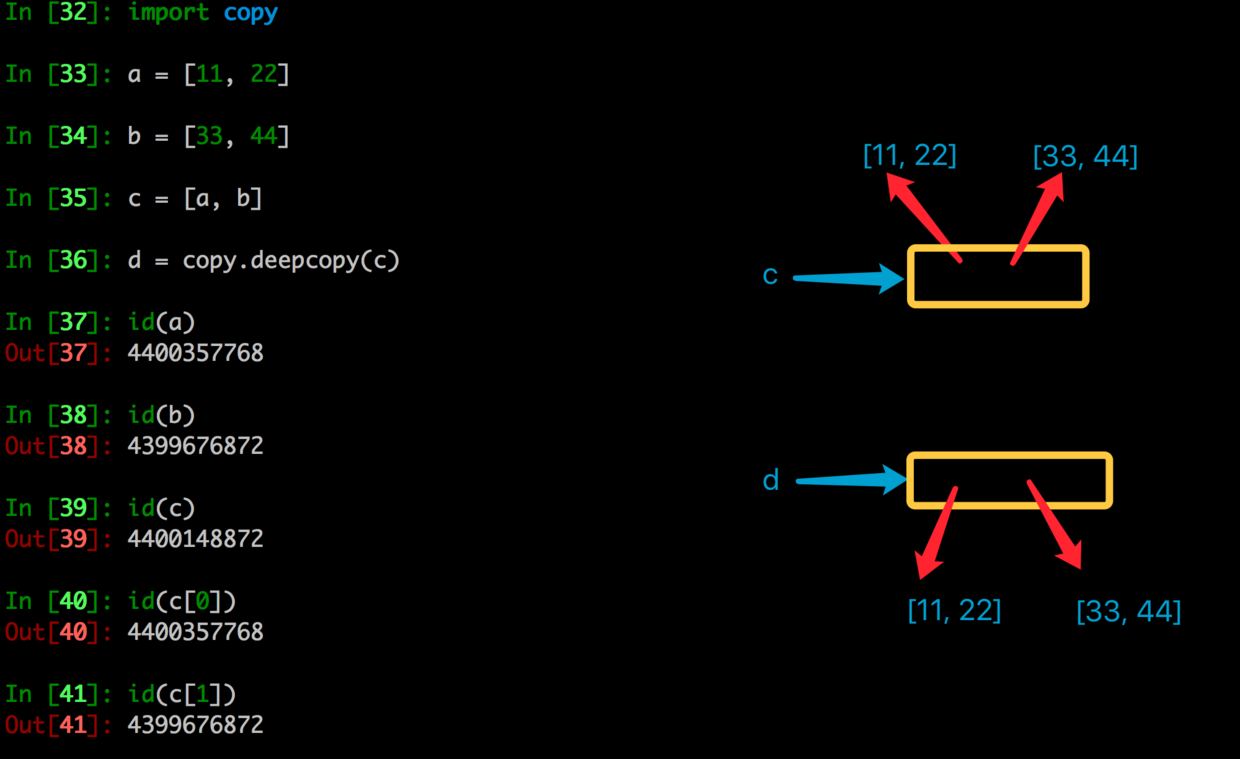 In [32]: import copy
In [33]: a = [11, 22]
In [34]: b = [33, 44]
In [35]: c = [a, b]
In [36]: d = copy.deepcopy(c)
In [37]: id(a)
Out[37]: 4400357768
In [38]: id(b)
Out[38]: 4399676872
In [39]: id(c)
Out[39]: 4400148872
In [40]: id(c[0])
Out[40]: 4400357768
In [41]: id(c[1])
Out[41]: 4399676872
[11, 22] [33, 44]
c
d
[11, 22] [33, 44]